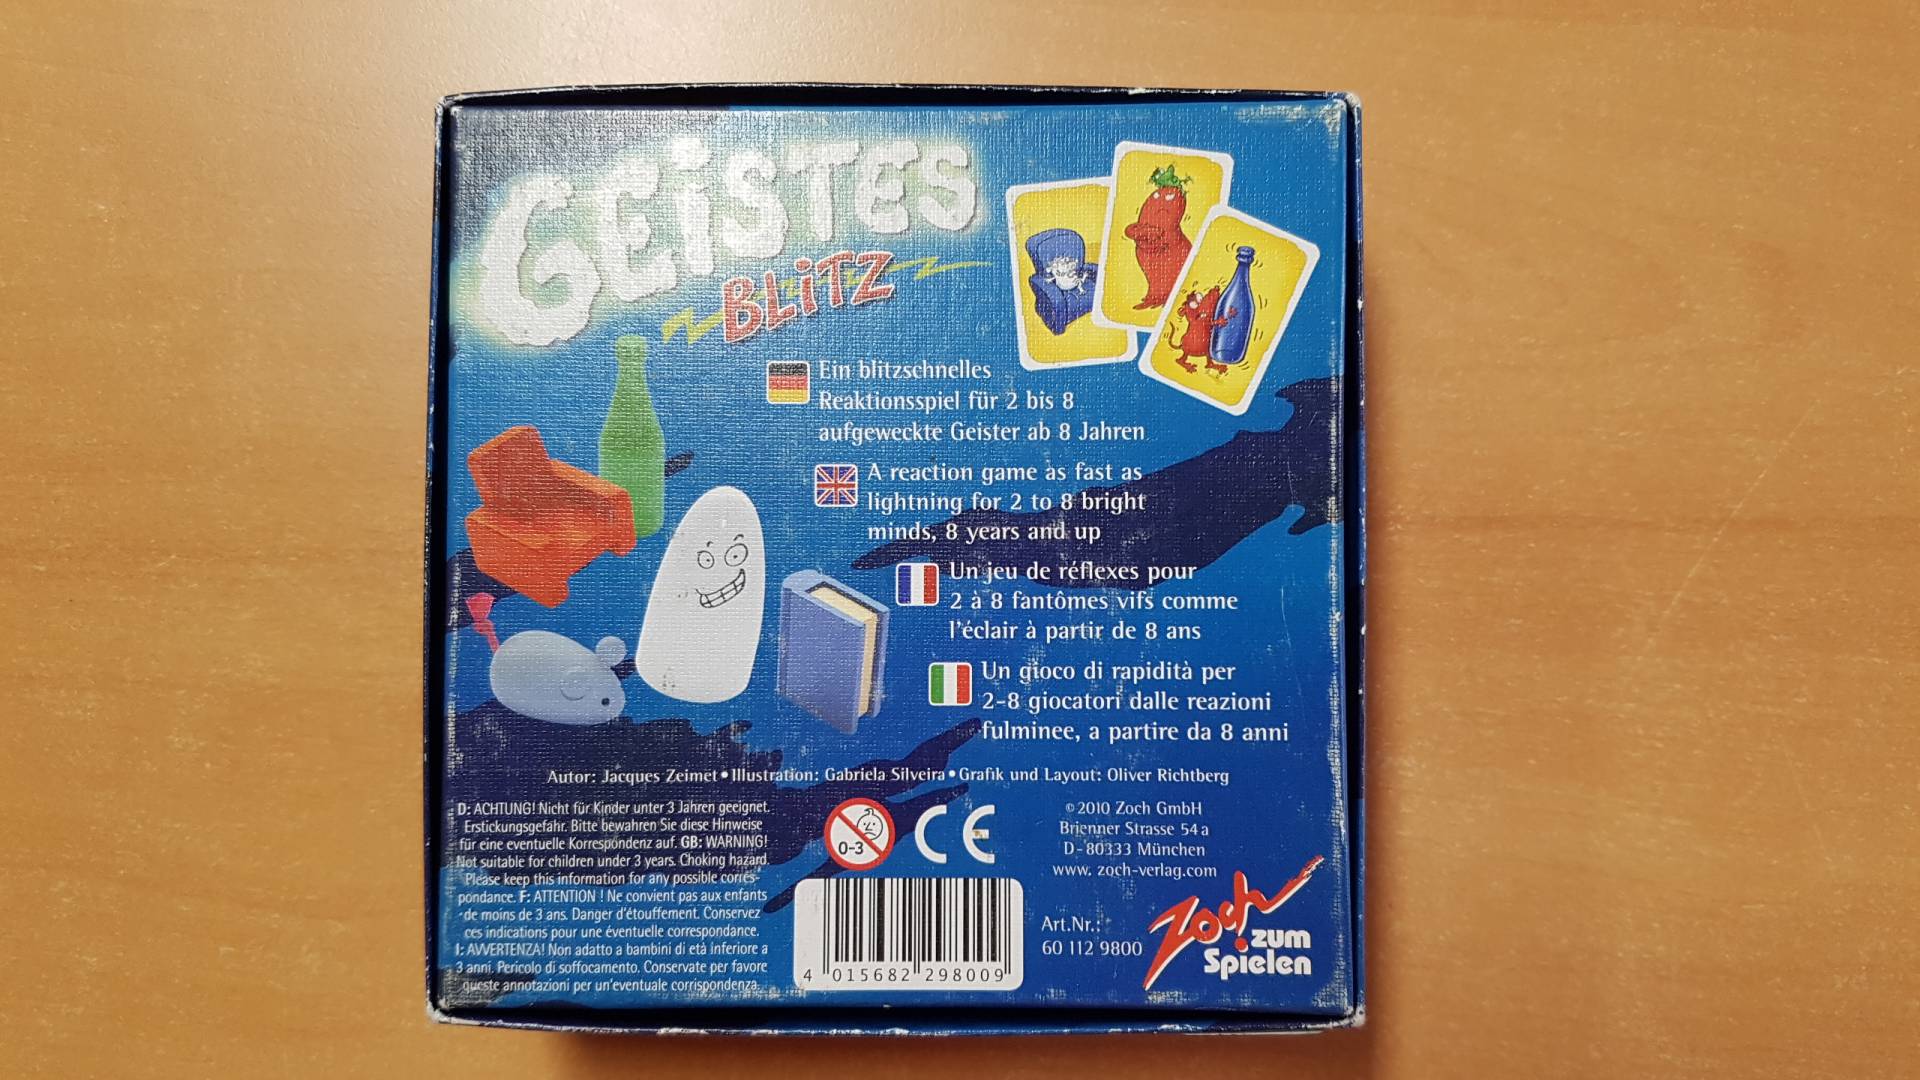 GEiSTES
BLiTZ
Ein blitzschnelles
Reaktionsspiel für 2 bis 8
aufgeweckte Geister ab 8 Jahren
A reaction game as fast as
lightning for 2 to 8 bright
minds, 8 years and up
Un jeu de réflexes pour
2 à 8 fantômes vifs comme
l'éclair à partir de 8 ans
Un gioco di rapidità per
2-8 giocatori dalle reazioni
fulminee, a partire da 8 anni
Autor: Jacques Zeimet • Illustration: Gabriela Silveira • Grafik und Layout: Oliver Richtberg
D: ACHTUNG! Nicht für Kinder unter 3 Jahren geeignet.
Erstickungsgefahr. Bitte bewahren Sie diese Hinweise
für eine eventuelle Korrespondenz auf. GB: WARNING!
Not suitable for children under 3 years. Choking hazard.
Please keep this information for any possible corres-
pondance. F: ATTENTION ! Ne convient pas aux enfants
de moins de 3 ans. Danger d'étouffement. Conservez
ces indications pour une éventuelle correspondance.
I: AVVERTENZA! Non adatto a bambini di età inferiore a
3 anni. Pericolo di soffocamento. Conservate per favore
queste annotazioni per un'eventuale corrispondenza.
0-3
CE
4 015682 298009
© 2010 Zoch GmbH
Brienner Strasse 54 a
D-80333 München
www. zoch-verlag.com
Art.Nr.:
60 112 9800
Zoch
zum
Spielen